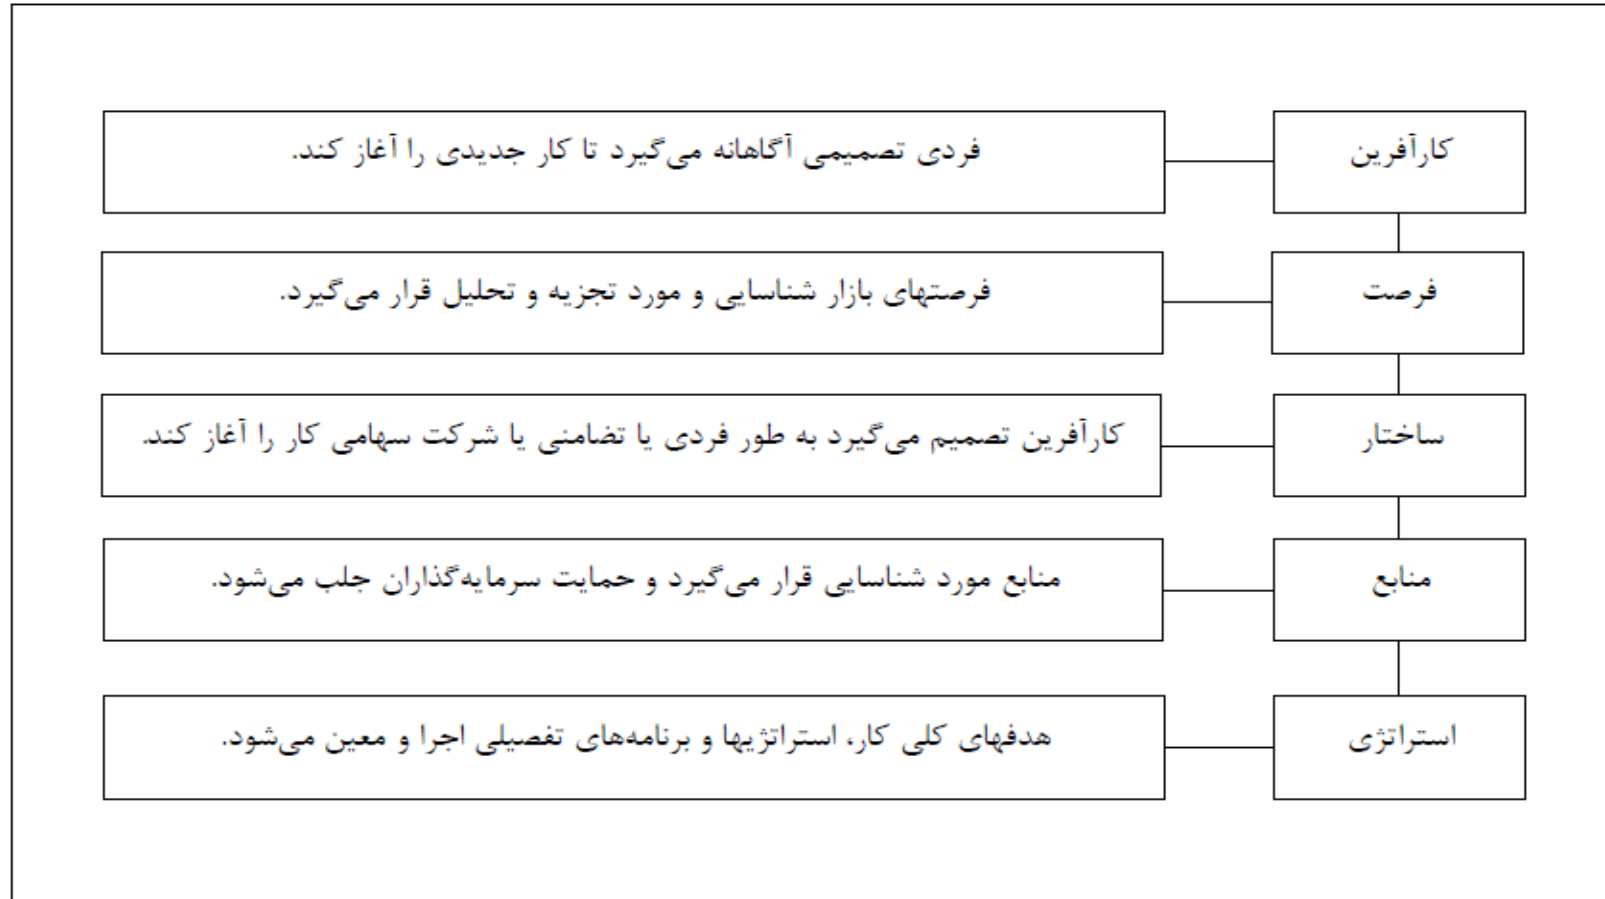 کارآفرین
فردی تصمیمی آگاهانه می‌گیرد تا کار جدیدی را آغاز کند.
فرصت
فرصتهای بازار شناسایی و مورد تجزیه و تحلیل قرار می‌گیرد.
ساختار
کارآفرین تصمیم می‌گیرد به طور فردی یا تضامنی یا شرکت سهامی کار را آغاز کند.
منابع
منابع مورد شناسایی قرار می‌گیرد و حمایت سرمایه‌گذاران جلب می‌شود.
استراتژی
هدفهای کلی کار، استراتژیها و برنامه‌های تفصیلی اجرا و معین می‌شود.